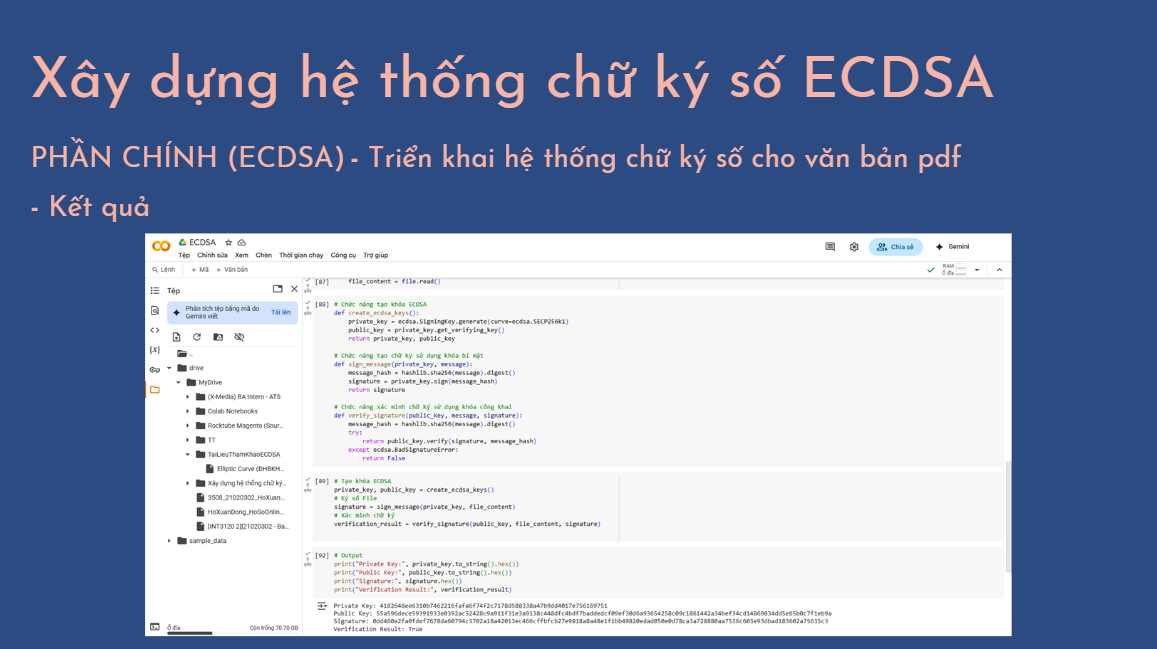 Xây dựng hệ thống chữ ký số ECDSA
PHẦN CHÍNH (ECDSA) - Triển khai hệ thống chữ ký số cho văn bản pdf
- Kết quả
ECDSA
Tệp Chỉnh sửa Xem Chèn Thời gian chạy Công cụ Trợ giúp
Chia sẻ
Gemini
Lệnh + Mã + Văn bản
RAM
Ổ đĩa
Tệp
Phân tích tệp bằng mã do
Gemini viết
Tải lên
..
drive
MyDrive
(X-Media) BA Intern - ATS
Colab Notebooks
Rocktube Magento (Sour...
TT
TaiLieuThamKhaoECDSA
Elliptic Curve (ĐHBKH...
Xây dựng hệ thống chữ ký...
3508_21020302_HoXuan...
HoXuanDong_HoSoOnlin...
[INT3120 2][21020302 - Ba...
sample_data
Ổ đĩa
Còn trống 70.70 GB
[87] file_content = file.read()
[88] # Chức năng tạo khóa ECDSA
def create_ecdsa_keys():
private_key = ecdsa.SigningKey.generate(curve=ecdsa.SECP256k1)
public_key = private_key.get_verifying_key()
return private_key, public_key
# Chức năng tạo chữ ký sử dụng khóa bí mật
def sign_message(private_key, message):
message_hash = hashlib.sha256(message).digest()
signature = private_key.sign(message_hash)
return signature
# Chức năng xác minh chữ ký sử dụng khóa công khai
def verify_signature(public_key, message, signature):
message_hash = hashlib.sha256(message).digest()
try:
return public_key.verify(signature, message_hash)
except ecdsa.BadSignatureError:
return False
[89] # Tạo khóa ECDSA
private_key, public_key = create_ecdsa_keys()
# Ký số File
signature = sign_message(private_key, file_content)
# Xác minh chữ ký
verification_result = verify_signature(public_key, file_content, signature)
[92] # Output
print("Private Key:", private_key.to_string().hex())
print("Public Key:", public_key.to_string().hex())
print("Signature:", signature.hex())
print("Verification Result:", verification_result)
Private Key:
Public Key:
Signature:
Verification Result: True